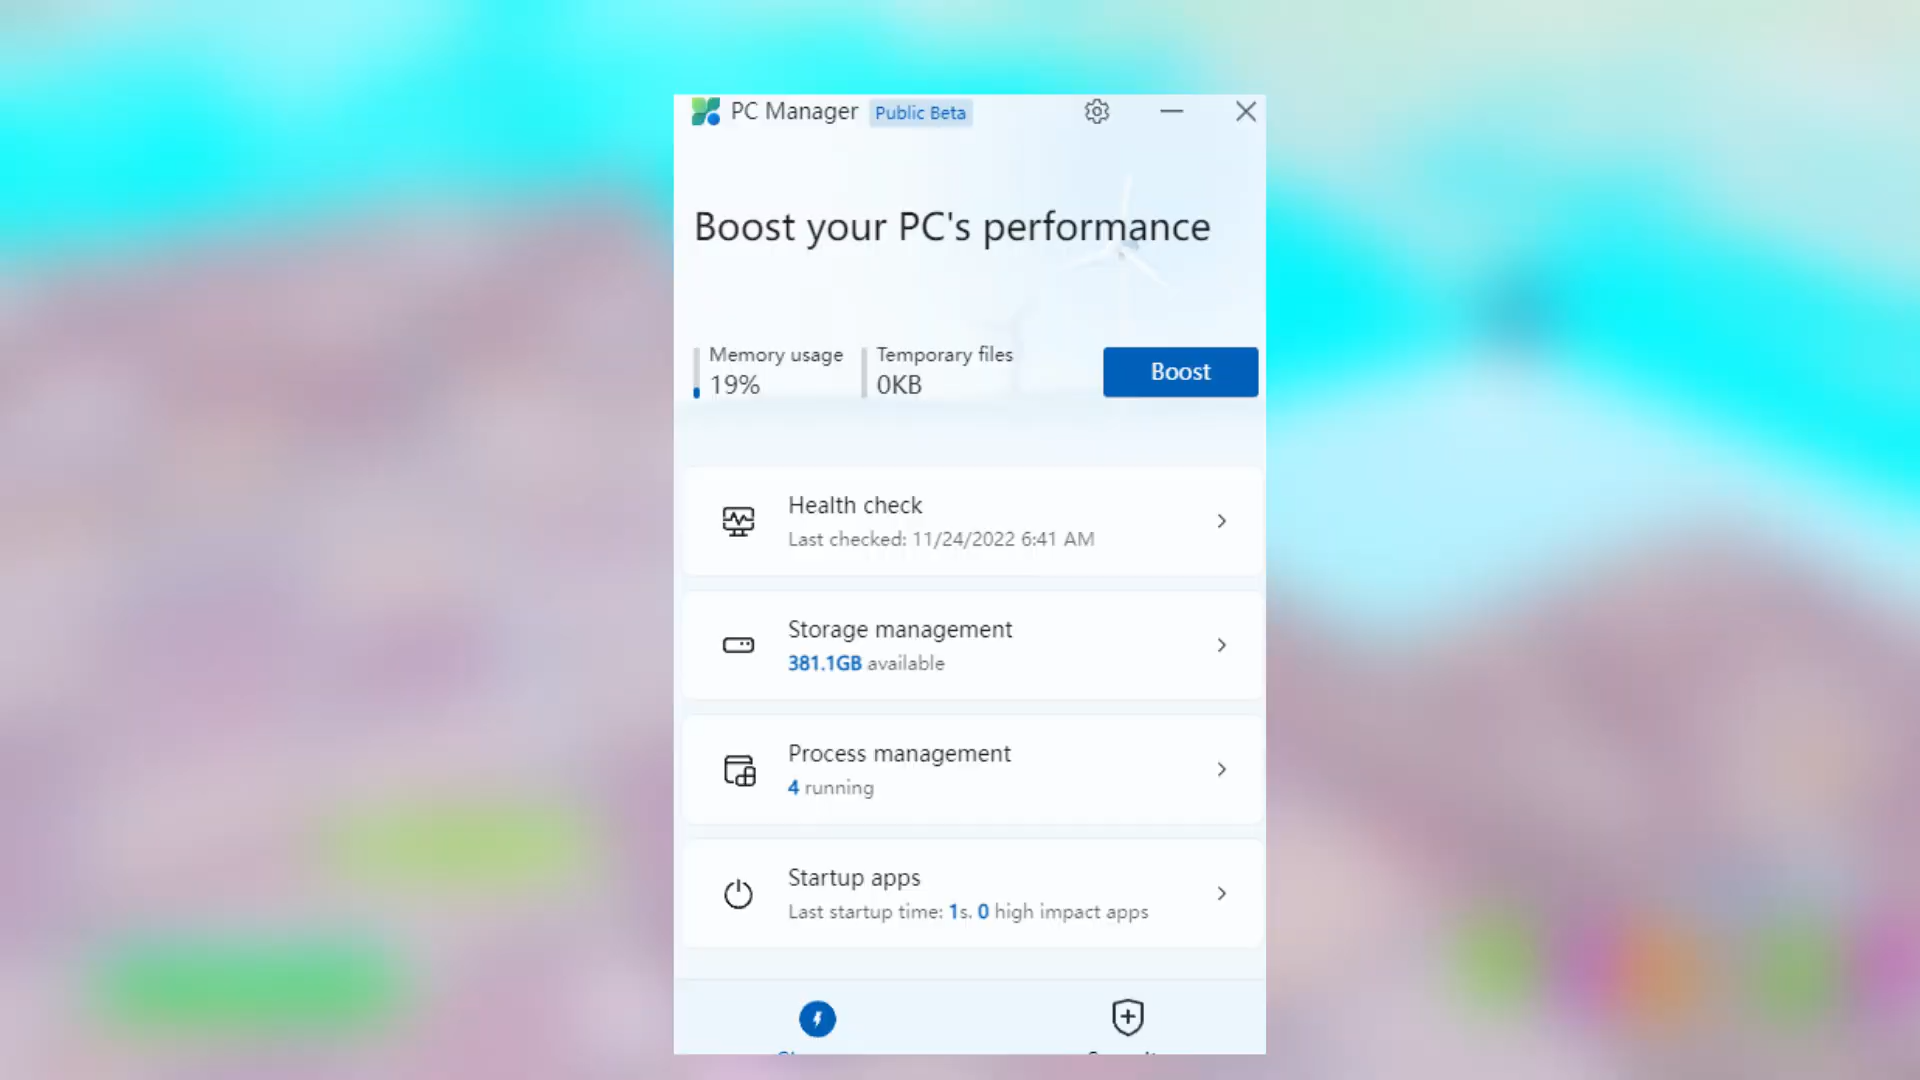 PC Manager Public Beta
Boost your PC's performance
Memory usage
19%
Temporary files
0KB
Boost
Health check
Last checked: 11/24/2022 6:41 AM
Storage management
381.1GB available
Process management
4 running
Startup apps
Last startup time: 1s. 0 high impact apps